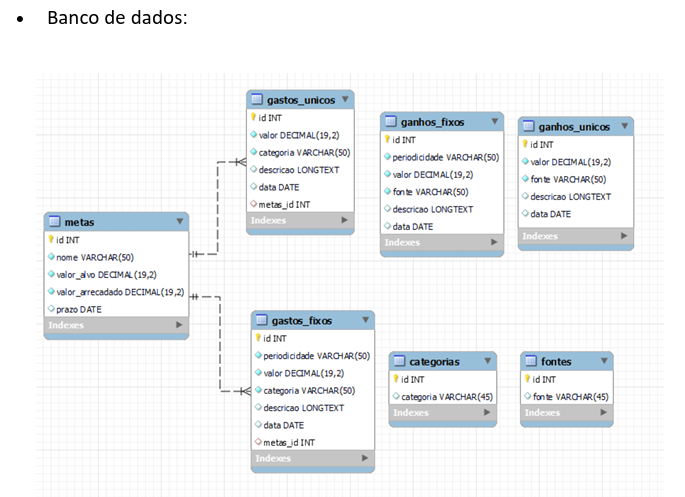 • Banco de dados:
gastos_unicos
id INT
valor DECIMAL(19,2)
categoria VARCHAR(50)
descricao LONGTEXT
data DATE
metas_id INT
Indexes
ganhos_fixos
id INT
periodicidade VARCHAR(50)
valor DECIMAL(19,2)
fonte VARCHAR(50)
descricao LONGTEXT
data DATE
Indexes
ganhos_unicos
id INT
valor DECIMAL(19,2)
fonte VARCHAR(50)
descricao LONGTEXT
data DATE
Indexes
metas
id INT
nome VARCHAR(50)
valor_alvo DECIMAL(19,2)
valor_arrecadado DECIMAL(19,2)
prazo DATE
Indexes
gastos_fixos
id INT
periodicidade VARCHAR(50)
valor DECIMAL(19,2)
categoria VARCHAR(50)
descricao LONGTEXT
data DATE
metas_id INT
Indexes
categorias
id INT
categoria VARCHAR(45)
Indexes
fontes
id INT
fonte VARCHAR(45)
Indexes